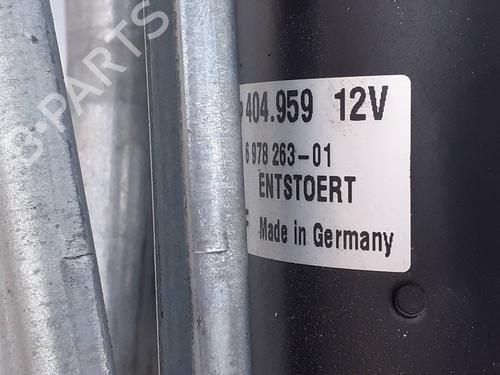 404.959 12V
6 978 263-01
ENTSTOERT
Made in Germany
B-PARTS